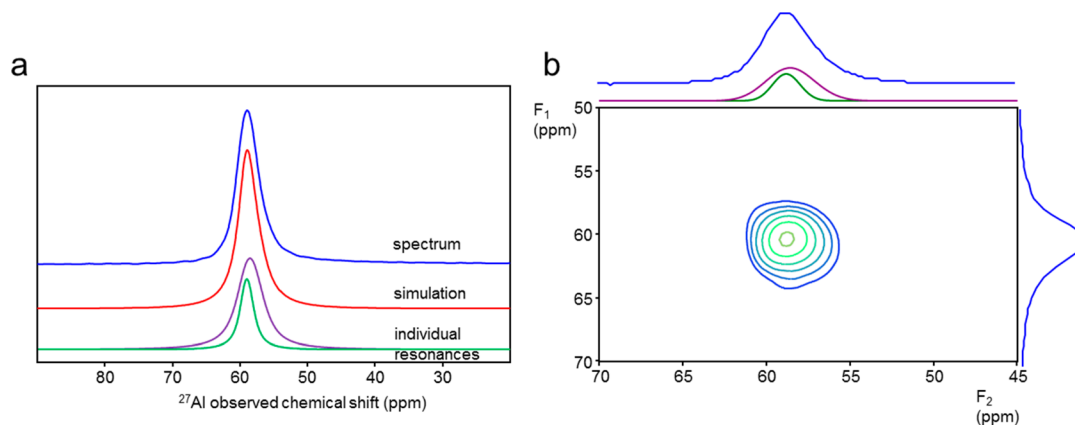 a
spectrum
simulation
individual
resonances
80 70 60 50 40 30
²⁷Al observed chemical shift (ppm)
b
F₁
(ppm)
50
55
60
65
70
70 65 60 55 50 45
F₂
(ppm)